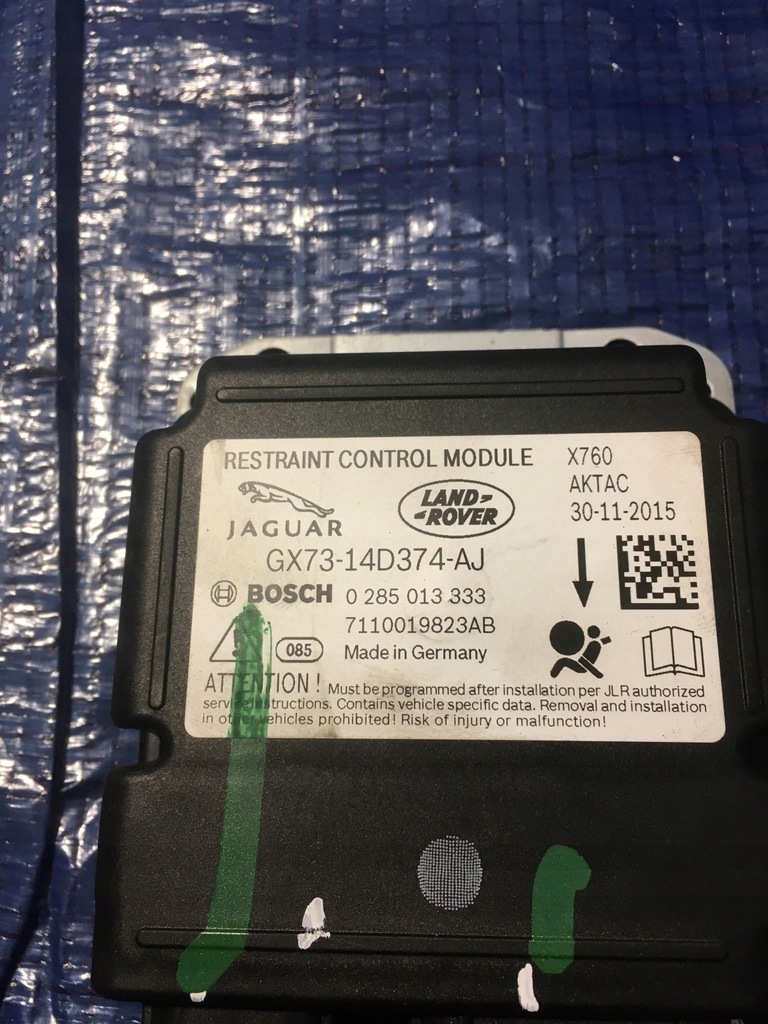 RESTRAINT CONTROL MODULE X760
AKTAC
JAGUAR LAND-ROVER 30-11-2015
GX73-14D374-AJ
BOSCH 0 285 013 333
7110019823AB
085 Made in Germany
ATTENTION! Must be programmed after installation per JLR authorized
service instructions. Contains vehicle specific data. Removal and installation
in other vehicles prohibited! Risk of injury or malfunction!